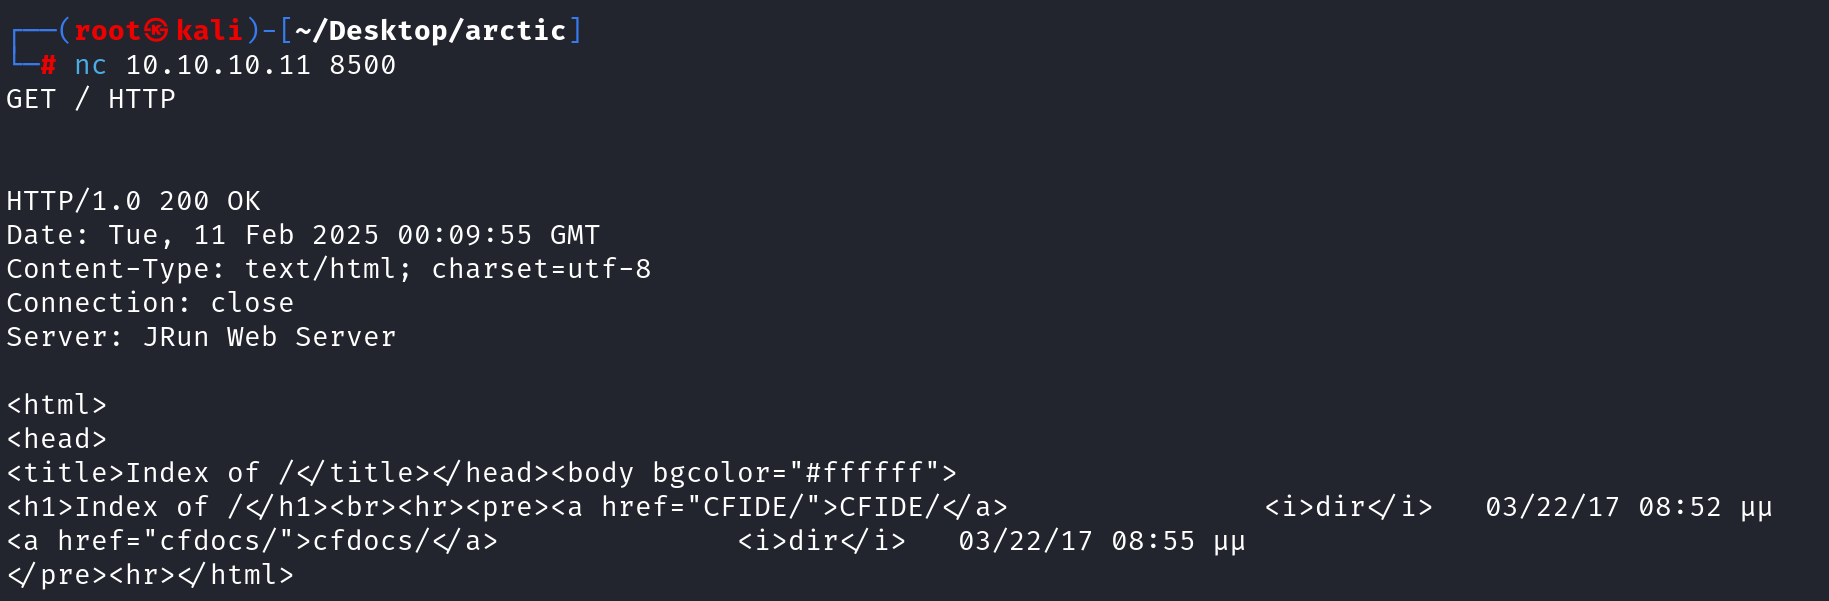 ┌──(root㉿kali)-[~/Desktop/arctic]
└─# nc 10.10.10.11 8500
GET / HTTP
HTTP/1.0 200 OK
Date: Tue, 11 Feb 2025 00:09:55 GMT
Content-Type: text/html; charset=utf-8
Connection: close
Server: JRun Web Server
<html>
<head>
<title>Index of /</title></head><body bgcolor="#ffffff">
<h1>Index of /</h1><br><hr><pre><a href="CFIDE/">CFIDE/</a>               <i>dir</i>   03/22/17 08:52 μμ
<a href="cfdocs/">cfdocs/</a>              <i>dir</i>   03/22/17 08:55 μμ
</pre><hr></html>